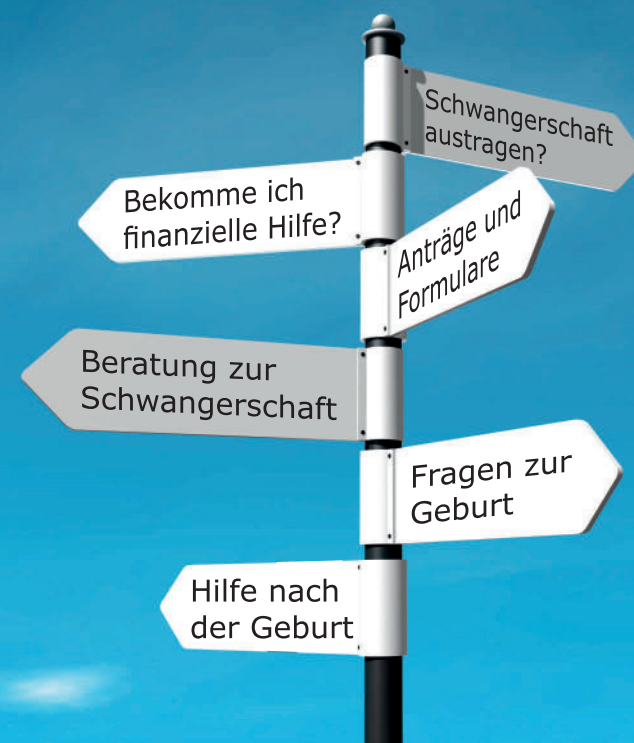 Schwangerschaft
austragen?
Bekomme ich
finanzielle Hilfe?
Anträge und
Formulare
Beratung zur
Schwangerschaft
Fragen zur
Geburt
Hilfe nach
der Geburt